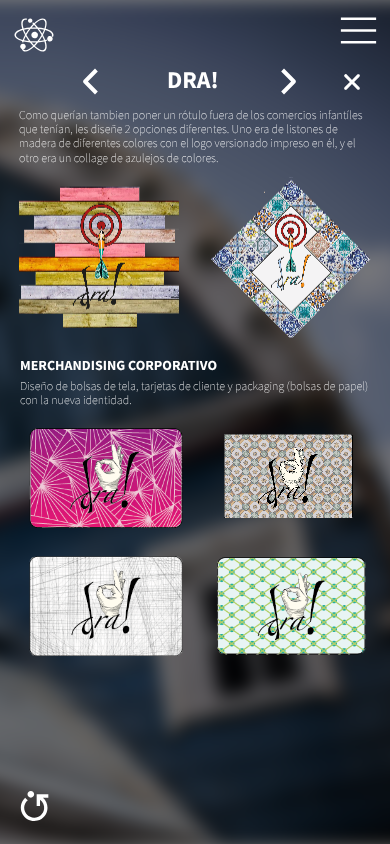 DRA!
Como querían tambien poner un rótulo fuera de los comercios infantíles
que tenían, les diseñe 2 opciones diferentes. Uno era de listones de
madera de diferentes colores con el logo versionado impreso en él, y el
otro era un collage de azulejos de colores.
dra!
dra!
MERCHANDISING CORPORATIVO
Diseño de bolsas de tela, tarjetas de cliente y packaging (bolsas de papel)
con la nueva identidad.
dra!
dra!
dra!
dra!